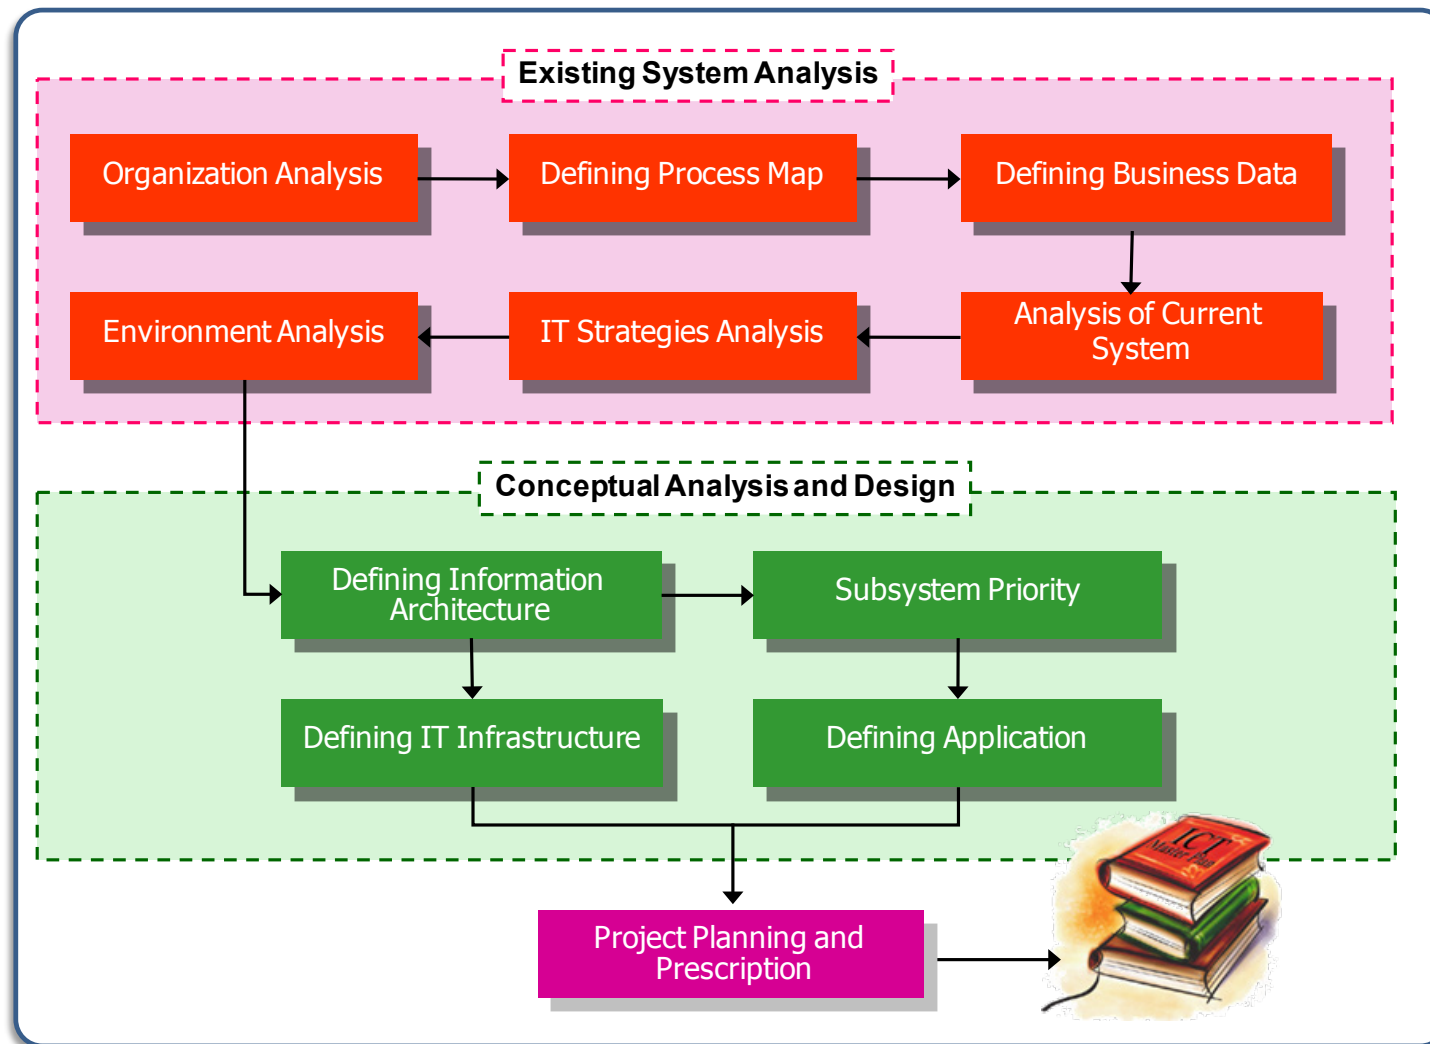 Existing System Analysis
Organization Analysis
Defining Process Map
Defining Business Data
Environment Analysis
IT Strategies Analysis
Analysis of Current
System
Conceptual Analysis and Design
Defining Information
Architecture
Subsystem Priority
Defining IT Infrastructure
Defining Application
Project Planning and
Prescription
ICT
Master Plan